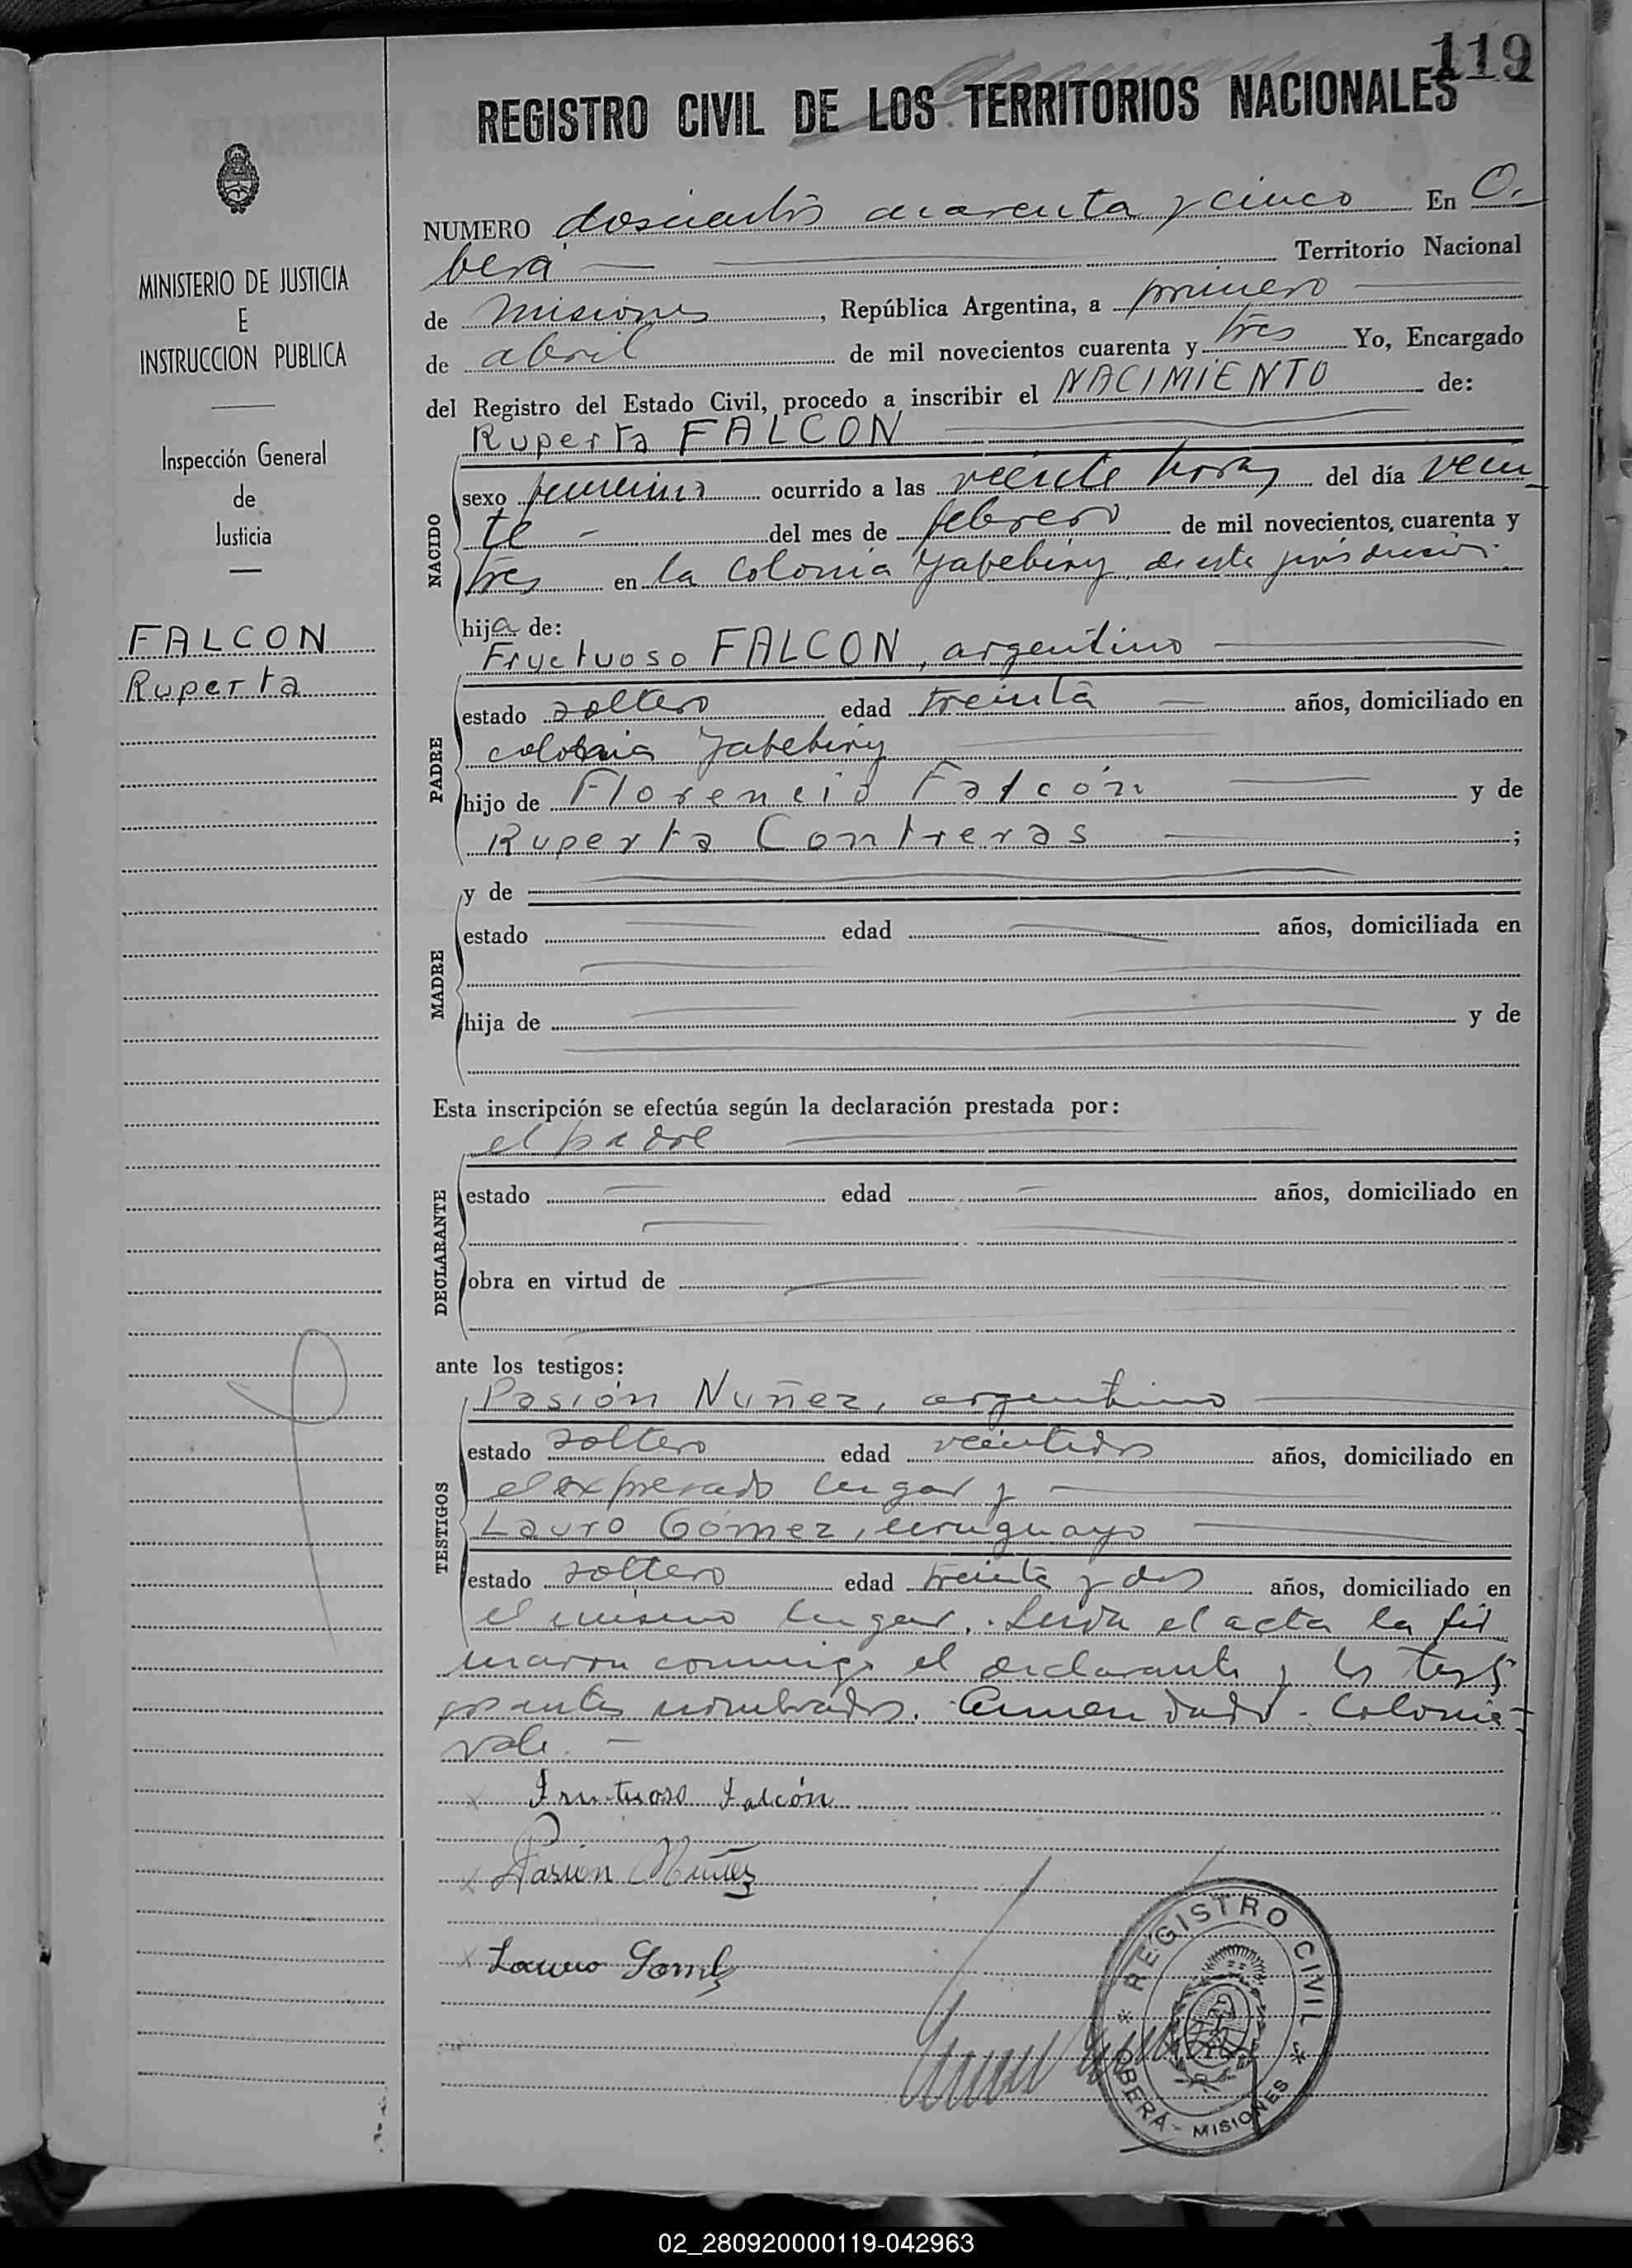 119
REGISTRO CIVIL DE LOS TERRITORIOS NACIONALES
MINISTERIO DE JUSTICIA
E
INSTRUCCION PUBLICA
Inspección General
de
Justicia
FALCON
Ruperta
NUMERO doscientos cuarenta y cinco En O.
berá Territorio Nacional
de misiones, República Argentina, a primero
de abril de mil novecientos cuarenta y tres Yo, Encargado
del Registro del Estado Civil, procedo a inscribir el NACIMIENTO de:
Ruperta FALCON
NACIDO
sexo femenino ocurrido a las veinte horas del día vein
te del mes de febrero de mil novecientos, cuarenta y
tres en la Colonia Yabebiry, de esta jurisdicción.
hija de:
Fructuoso FALCON, argentino
PADRE
estado soltero edad treinta años, domiciliado en
colonia Yabebiry
hijo de Florencio Falcón y de
Ruperta Contreras ;
MADRE
y de
estado edad años, domiciliada en
hija de y de
Esta inscripción se efectúa según la declaración prestada por:
el padre
DECLARANTE
estado edad años, domiciliado en
obra en virtud de
ante los testigos:
TESTIGOS
Pasión Nuñez, argentino
estado soltero edad veintidos años, domiciliado en
el expresado lugar y
Lauro Gómez, uruguayo
estado soltero edad treinta y dos años, domiciliado en
el mismo lugar. Leida el acta la fir
maron conmigo el declarante y los testi
gos antes nombrados. Enmendado - Colonia -
vale.
Frutuoso Falcón
Pasión Núñez
Lauro Gomez
REGISTRO CIVIL
OBERÁ - MISIONES
02_280920000119-042963